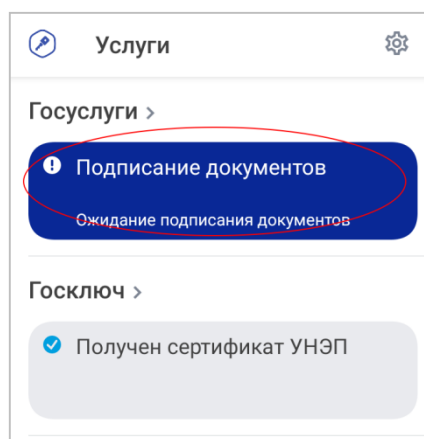 Услуги
Госуслуги >
Подписание документов
Ожидание подписания документов
Госключ >
Получен сертификат УНЭП